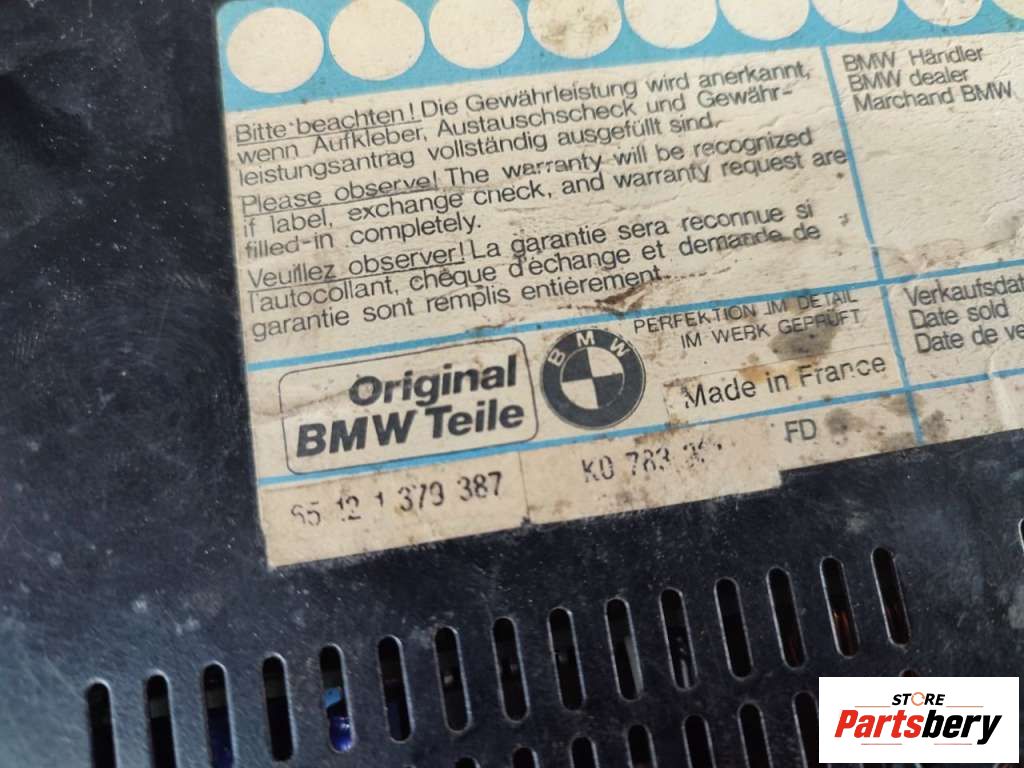 Bitte beachten! Die Gewährleistung wird anerkannt,
wenn Aufkleber, Austauschscheck und Gewähr-
leistungsantrag vollständig ausgefüllt sind.
Please observe! The warranty will be recognized
if label, exchange check, and warranty request are
filled-in completely.
Veuillez observer! La garantie sera reconnue si
l'autocollant, chêque d'échange et demande de
garantie sont remplis entièrement.
BMW Händler
BMW dealer
Marchand BMW
Original
BMW Teile
BMW
PERFEKTION IM DETAIL
IM WERK GEPRÜFT
Made in France
Verkaufsdat
Date sold
Date de ve
65 12 1 379 387
K0 783
FD
STORE
Partsbery